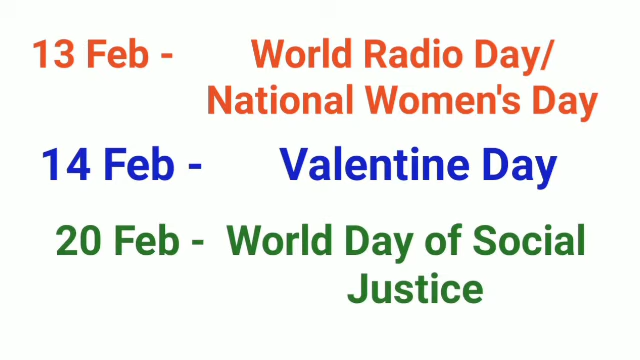 13 Feb - World Radio Day/
National Women's Day
14 Feb - Valentine Day
20 Feb - World Day of Social
Justice